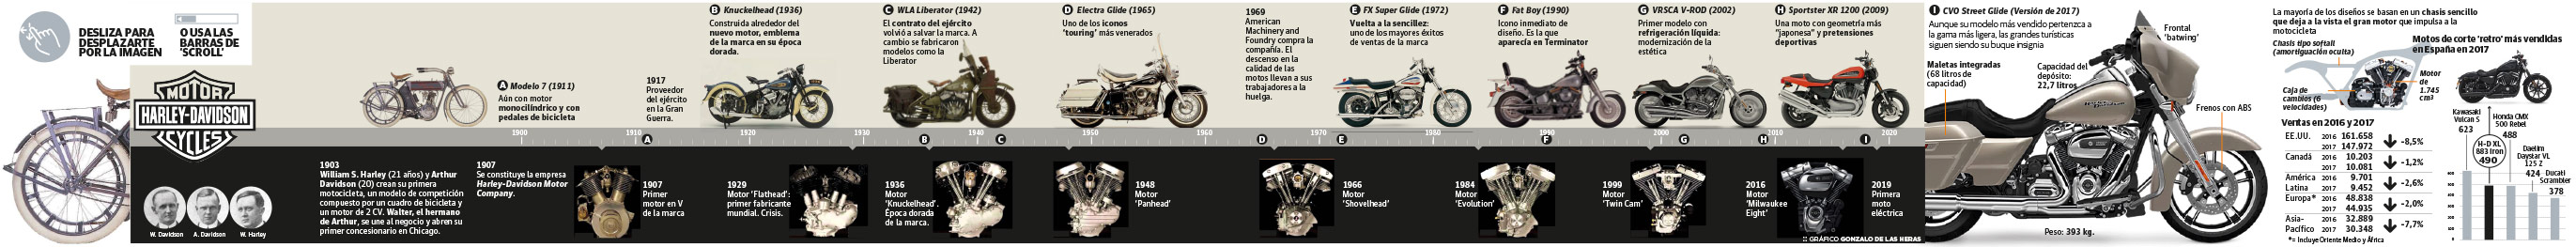 DESLIZA PARA
DESPLAZARTE
POR LA IMAGEN
O USA LAS
BARRAS DE
'SCROLL'
MOTOR
HARLEY-DAVIDSON
CYCLES
W. Davidson
A. Davidson
W. Harley
A Modelo 7 (1911)
Aún con motor
monocilíndrico y con
pedales de bicicleta
1917
Proveedor
del ejército
en la Gran
Guerra.
B Knucklehead (1936)
Construida alrededor del
nuevo motor, emblema
de la marca en su época
dorada.
C WLA Liberator (1942)
El contrato del ejército
volvió a salvar la marca. A
cambio se fabricaron
modelos como la
Liberator
D Electra Glide (1965)
Uno de los iconos
'touring' más venerados
1969
American
Machinery and
Foundry compra la
compañía. El
descenso en la
calidad de las
motos llevan a sus
trabajadores a la
huelga.
E FX Super Glide (1972)
Vuelta a la sencillez:
uno de los mayores éxitos
de ventas de la marca
F Fat Boy (1990)
Icono inmediato de
diseño. Es la que
aparecía en Terminator
G VRSCA V-ROD (2002)
Primer modelo con
refrigeración líquida:
modernización de la
estética
H Sportster XR 1200 (2009)
Una moto con geometría más
"japonesa" y pretensiones
deportivas
1900 1910 1920 1930 1940 1950 1960 1970 1980 1990 2000 2010 2020
A B C D E F G H I
1903
William S. Harley (21 años) y Arthur
Davidson (20) crean su primera
motocicleta, un modelo de competición
compuesto por un cuadro de bicicleta y
un motor de 2 CV. Walter, el hermano
de Arthur, se une al negocio y abren su
primer concesionario en Chicago.
1907
Se constituye la empresa
Harley-Davidson Motor
Company.
1907
Primer
motor en V
de la marca
1929
Motor 'Flathead':
primer fabricante
mundial. Crisis.
1936
Motor
'Knucklehead'.
Época dorada
de la marca.
1948
Motor
'Panhead'
1966
Motor
'Shovelhead'
1984
Motor
'Evolution'
1999
Motor
'Twin Cam'
2016
Motor
'Milwaukee
Eight'
2019
Primera
moto
eléctrica
:: GRÁFICO GONZALO DE LAS HERAS
I CVO Street Glide (Versión de 2017)
Aunque su modelo más vendido pertenzca a
la gama más ligera, las grandes turísticas
siguen siendo su buque insignia
Maletas integradas
(68 litros de
capacidad)
Capacidad del
depósito:
22,7 litros
Frontal
'batwing'
Frenos con ABS
Peso: 393 kg.
La mayoría de los diseños se basan en un chasis sencillo
que deja a la vista el gran motor que impulsa a la
motocicleta
Chasis tipo softail
(amortiguación oculta)
Motor
de
1.745
cm³
Caja de
cambios (6
velocidades)
Ventas en 2016 y 2017
EE.UU. 2016 161.658
2017 147.972 -8,5%
Canadá 2016 10.203
2017 10.081 -1,2%
América 2016 9.701
Latina 2017 9.452 -2,6%
Europa* 2016 48.838
2017 44.935 -2,0%
Asia- 2016 32.889
Pacífico 2017 30.348 -7,7%
*= Incluye Oriente Medio y África
Motos de corte 'retro' más vendidas
en España en 2017
Kawasaki
Vulcan S
623
H-D XL
883 Iron
490
Honda CMX
500 Rebel
488
Daelim
Daystar VL
125 Z
424
Ducati
Scrambler
378